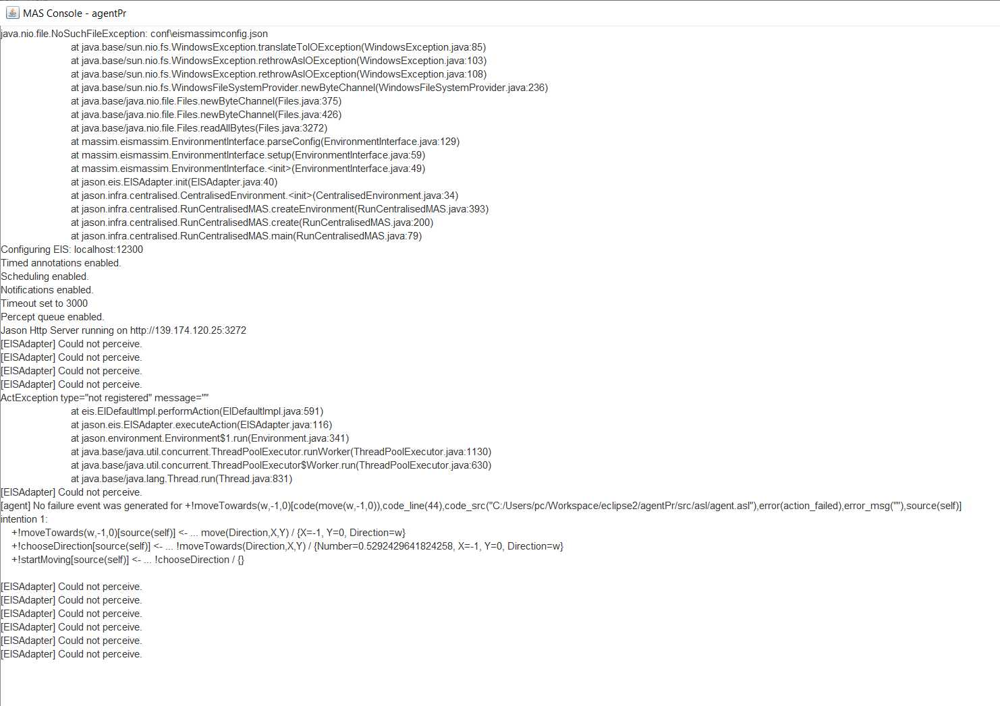 MAS Console - agentPr
java.nio.file.NoSuchFileException: conf\eismassimconfig.json
at java.base/sun.nio.fs.WindowsException.translateToIOException(WindowsException.java:85)
at java.base/sun.nio.fs.WindowsException.rethrowAsIOException(WindowsException.java:103)
at java.base/sun.nio.fs.WindowsException.rethrowAsIOException(WindowsException.java:108)
at java.base/sun.nio.fs.WindowsFileSystemProvider.newByteChannel(WindowsFileSystemProvider.java:236)
at java.base/java.nio.file.Files.newByteChannel(Files.java:375)
at java.base/java.nio.file.Files.newByteChannel(Files.java:426)
at java.base/java.nio.file.Files.readAllBytes(Files.java:3272)
at massim.eismassim.EnvironmentInterface.parseConfig(EnvironmentInterface.java:129)
at massim.eismassim.EnvironmentInterface.setup(EnvironmentInterface.java:59)
at massim.eismassim.EnvironmentInterface.<init>(EnvironmentInterface.java:49)
at jason.eis.EISAdapter.init(EISAdapter.java:40)
at jason.infra.centralised.CentralisedEnvironment.<init>(CentralisedEnvironment.java:34)
at jason.infra.centralised.RunCentralisedMAS.createEnvironment(RunCentralisedMAS.java:393)
at jason.infra.centralised.RunCentralisedMAS.create(RunCentralisedMAS.java:200)
at jason.infra.centralised.RunCentralisedMAS.main(RunCentralisedMAS.java:79)
Configuring EIS: localhost:12300
Timed annotations enabled.
Scheduling enabled.
Notifications enabled.
Timeout set to 3000
Percept queue enabled.
Jason Http Server running on http://139.174.120.25:3272
[EISAdapter] Could not perceive.
[EISAdapter] Could not perceive.
[EISAdapter] Could not perceive.
[EISAdapter] Could not perceive.
ActException type="not registered" message=""
at eis.EIDefaultImpl.performAction(EIDefaultImpl.java:591)
at jason.eis.EISAdapter.executeAction(EISAdapter.java:116)
at jason.environment.Environment$1.run(Environment.java:341)
at java.base/java.util.concurrent.ThreadPoolExecutor.runWorker(ThreadPoolExecutor.java:1130)
at java.base/java.util.concurrent.ThreadPoolExecutor$Worker.run(ThreadPoolExecutor.java:630)
at java.base/java.lang.Thread.run(Thread.java:831)
[EISAdapter] Could not perceive.
[agent] No failure event was generated for +!moveTowards(w,-1,0)[code(move(w,-1,0)),code_line(44),code_src("C:/Users/pc/Workspace/eclipse2/agentPr/src/asl/agent.asl"),error(action_failed),error_msg(""),source(self)]
intention 1:
+!moveTowards(w,-1,0)[source(self)] <- ... move(Direction,X,Y) / {X=-1, Y=0, Direction=w}
+!chooseDirection[source(self)] <- ... !moveTowards(Direction,X,Y) / {Number=0.5292429641824258, X=-1, Y=0, Direction=w}
+!startMoving[source(self)] <- ... !chooseDirection / {}
[EISAdapter] Could not perceive.
[EISAdapter] Could not perceive.
[EISAdapter] Could not perceive.
[EISAdapter] Could not perceive.
[EISAdapter] Could not perceive.
[EISAdapter] Could not perceive.